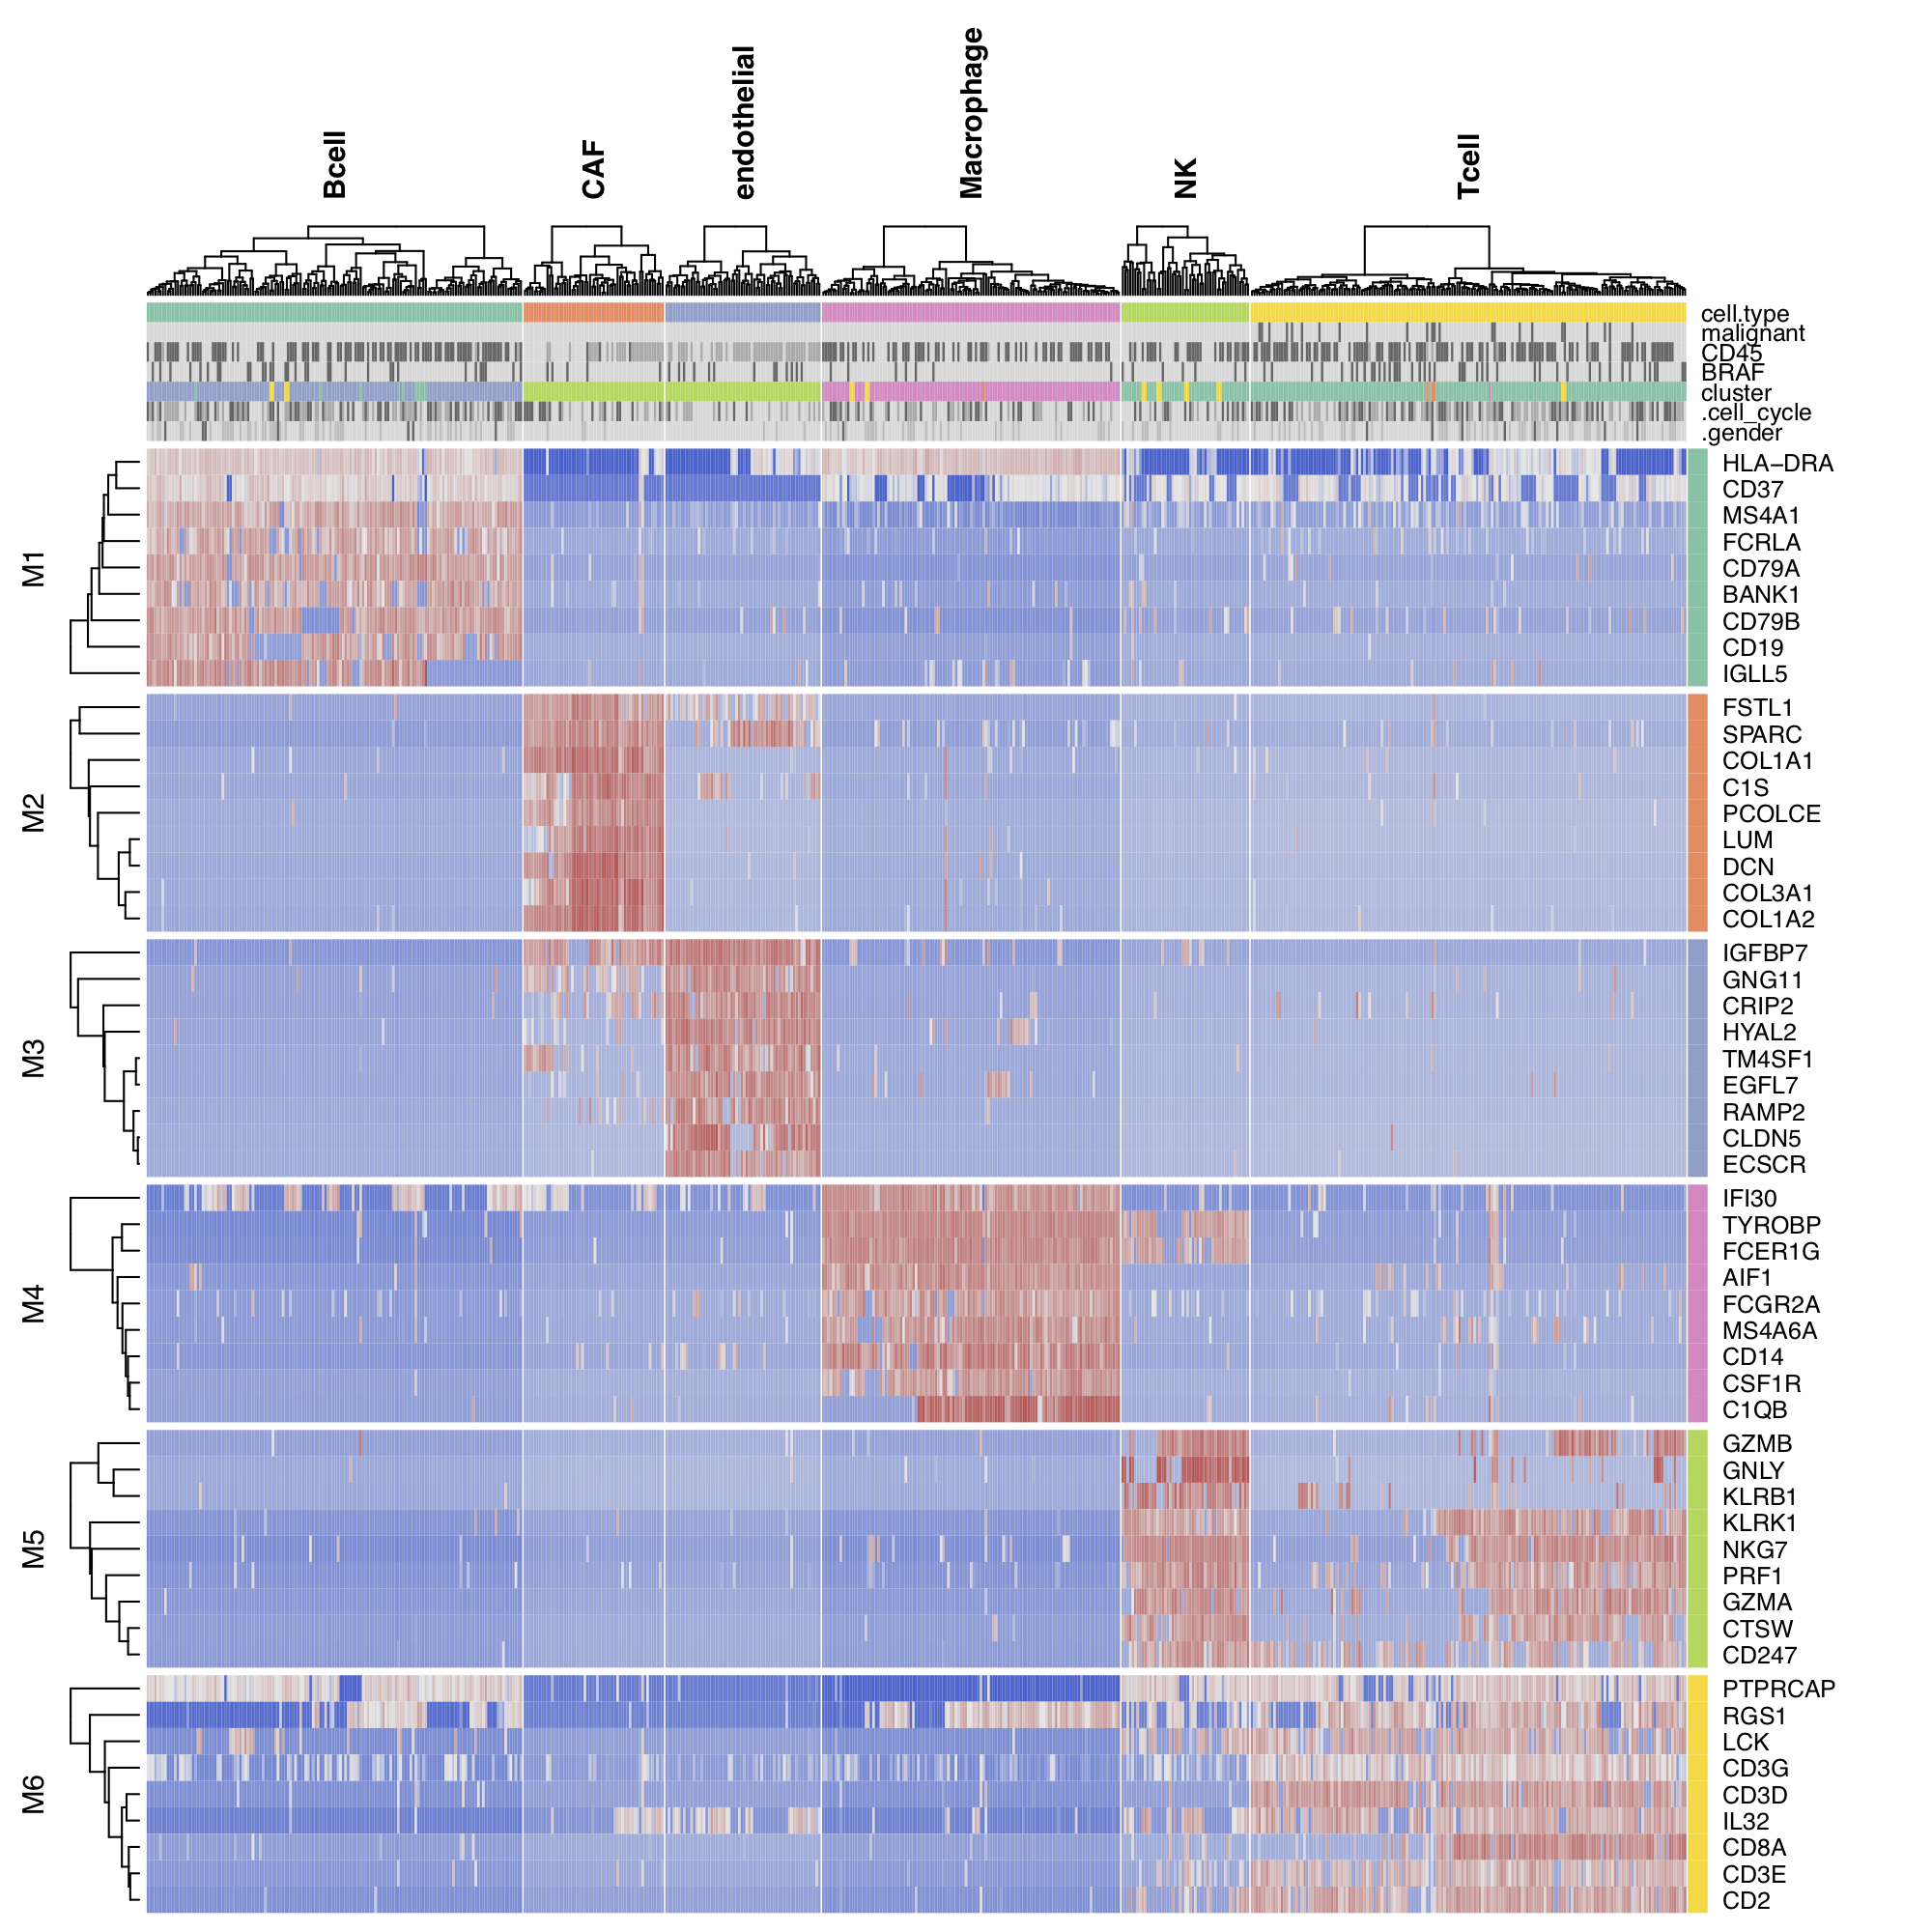 Bcell
CAF
endothelial
Macrophage
NK
Tcell
cell.type
malignant
CD45
BRAF
cluster
.cell_cycle
.gender
M1
HLA−DRA
CD37
MS4A1
FCRLA
CD79A
BANK1
CD79B
CD19
IGLL5
M2
FSTL1
SPARC
COL1A1
C1S
PCOLCE
LUM
DCN
COL3A1
COL1A2
M3
IGFBP7
GNG11
CRIP2
HYAL2
TM4SF1
EGFL7
RAMP2
CLDN5
ECSCR
M4
IFI30
TYROBP
FCER1G
AIF1
FCGR2A
MS4A6A
CD14
CSF1R
C1QB
M5
GZMB
GNLY
KLRB1
KLRK1
NKG7
PRF1
GZMA
CTSW
CD247
M6
PTPRCAP
RGS1
LCK
CD3G
CD3D
IL32
CD8A
CD3E
CD2